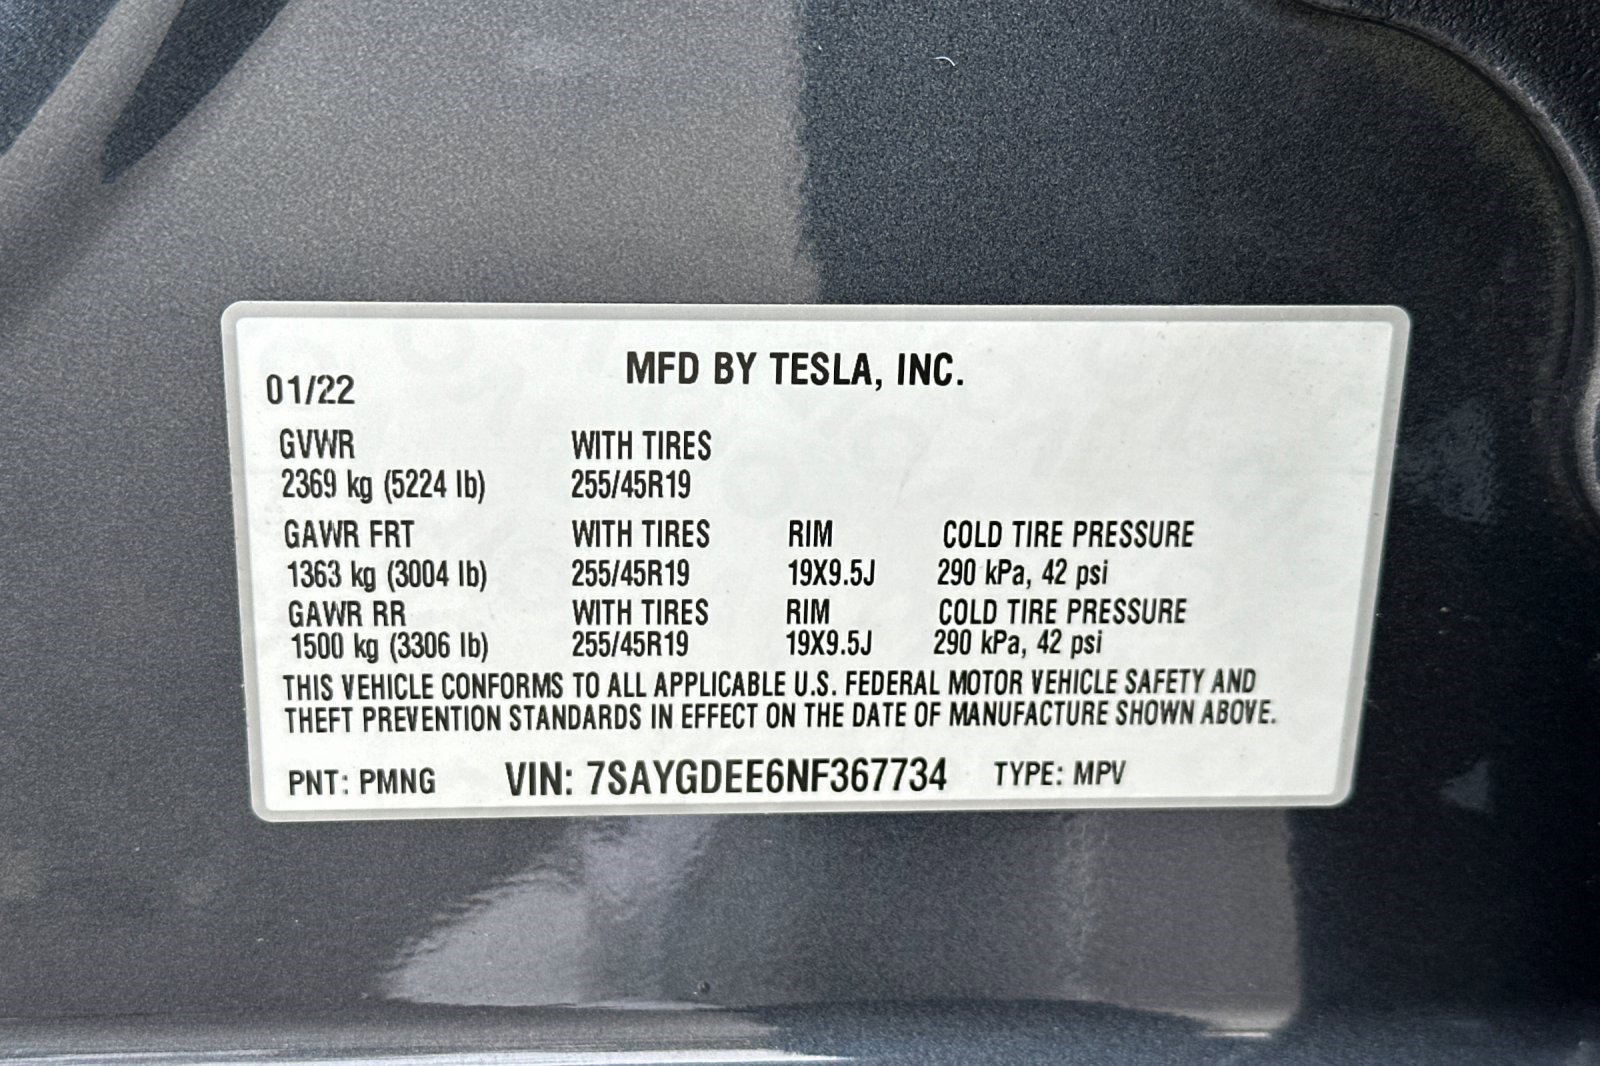 MFD BY TESLA, INC.
01/22
GVWR WITH TIRES
2369 kg (5224 lb) 255/45R19
GAWR FRT WITH TIRES RIM COLD TIRE PRESSURE
1363 kg (3004 lb) 255/45R19 19X9.5J 290 kPa, 42 psi
GAWR RR WITH TIRES RIM COLD TIRE PRESSURE
1500 kg (3306 lb) 255/45R19 19X9.5J 290 kPa, 42 psi
THIS VEHICLE CONFORMS TO ALL APPLICABLE U.S. FEDERAL MOTOR VEHICLE SAFETY AND
THEFT PREVENTION STANDARDS IN EFFECT ON THE DATE OF MANUFACTURE SHOWN ABOVE.
PNT: PMNG VIN: 7SAYGDEE6NF367734 TYPE: MPV